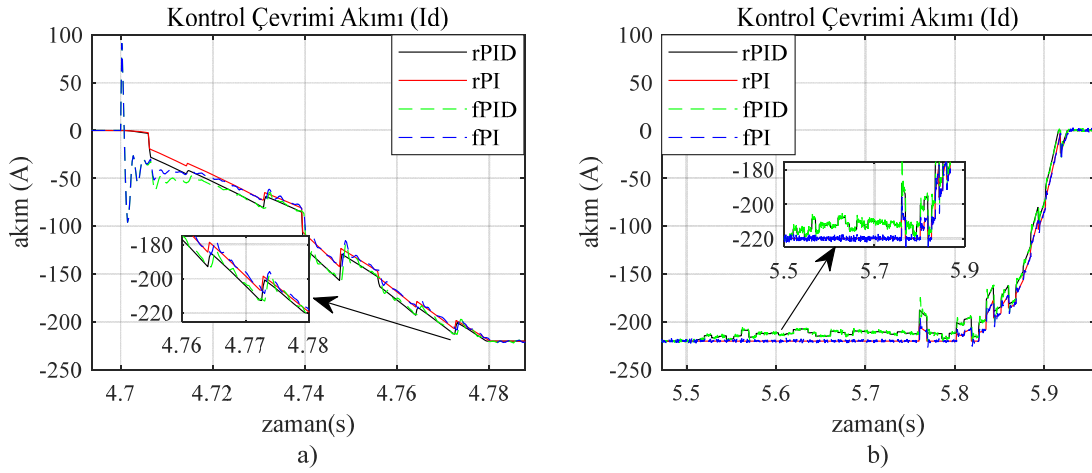 Kontrol Çevrimi Akımı (Id)
100
50
0
-50
-100
-150
-200
-250
akım (A)
rPID
rPI
fPID
fPI
-180
-200
-220
4.76
4.77
4.78
4.7
4.72
4.74
4.76
4.78
zaman(s)
a)
Kontrol Çevrimi Akımı (Id)
100
50
0
-50
-100
-150
-200
-250
akım (A)
rPID
rPI
fPID
fPI
-180
-200
-220
5.5
5.7
5.9
5.5
5.6
5.7
5.8
5.9
zaman(s)
b)